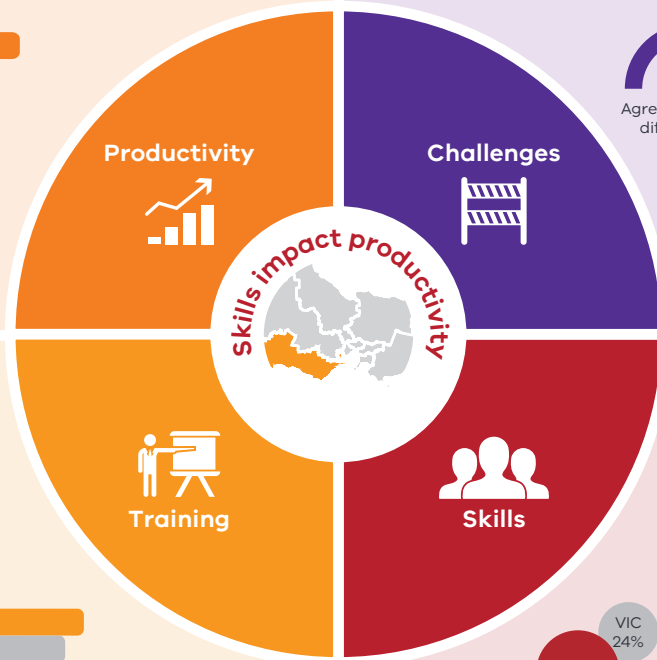 Productivity
Challenges
Skills impact productivity
Training
Skills
VIC
24%